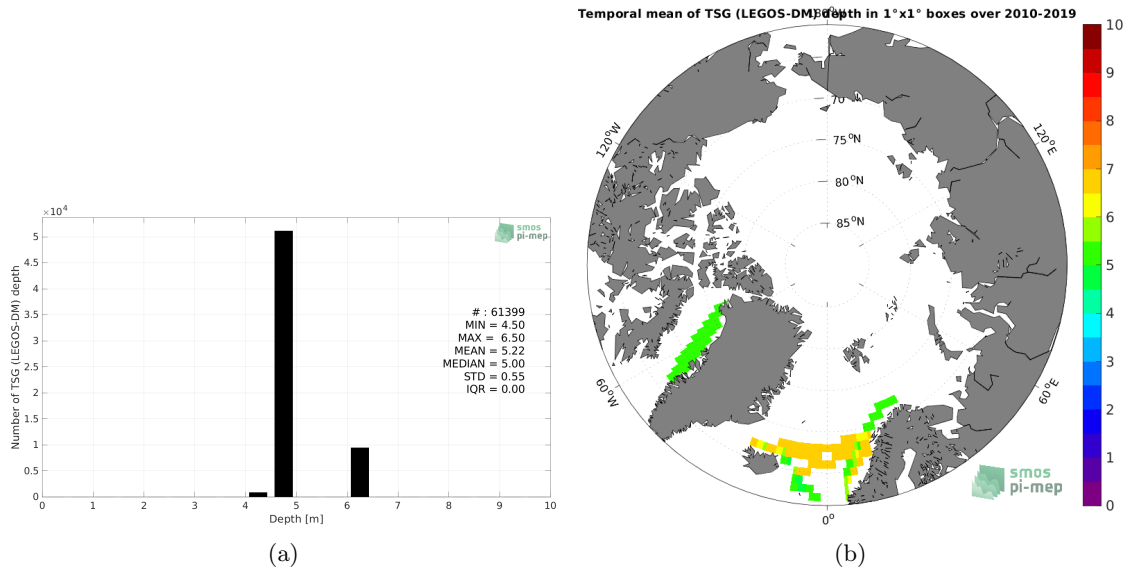 Temporal mean of TSG (LEGOS-DM) depth in 1°x1° boxes over 2010-2019
180°W
×10⁴
5
4.5
4
3.5
3
2.5
2
1.5
1
0.5
0
Number of TSG (LEGOS-DM) depth
0 1 2 3 4 5 6 7 8 9 10
Depth [m]
smos
pi-mep
# : 61399
MIN = 4.50
MAX = 6.50
MEAN = 5.22
MEDIAN = 5.00
STD = 0.55
IQR = 0.00
(a)
120°W
120°E
60°W
60°E
0°
70
75°N
80°N
85°N
smos
pi-mep
10
9
8
7
6
5
4
3
2
1
0
(b)